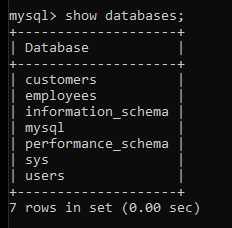 mysql> show databases;
+--------------------+
| Database           |
+--------------------+
| customers          |
| employees          |
| information_schema |
| mysql              |
| performance_schema |
| sys                |
| users              |
+--------------------+
7 rows in set (0.00 sec)